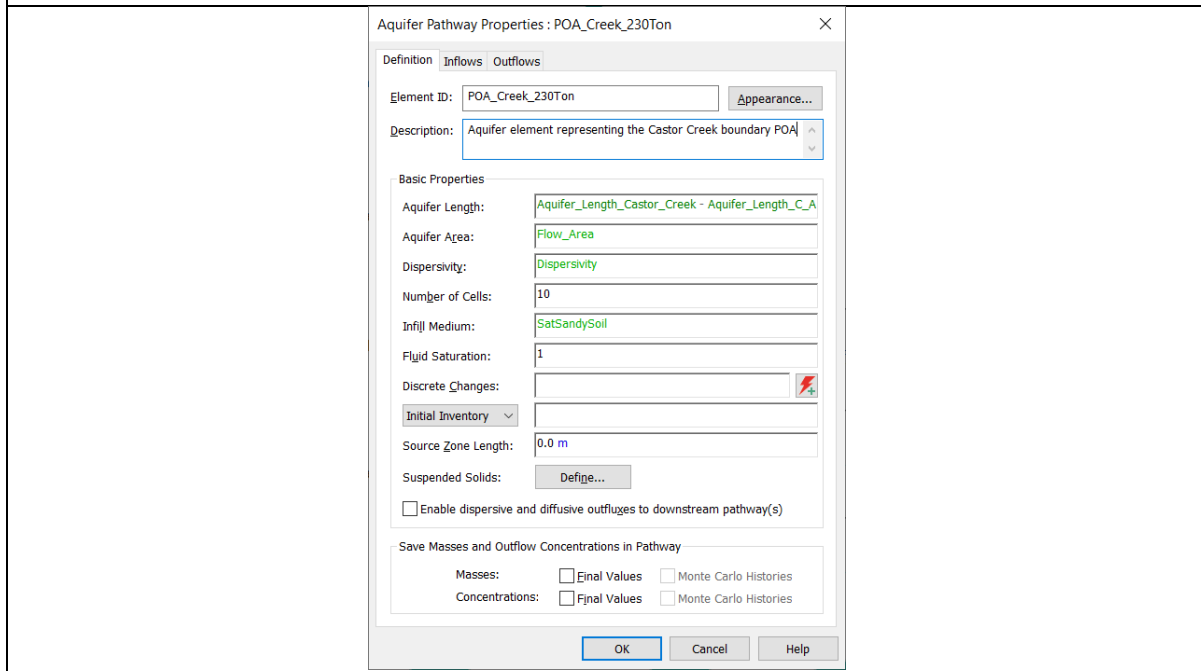 Aquifer Pathway Properties : POA_Creek_230Ton
Definition Inflows Outflows
Element ID: POA_Creek_230Ton Appearance...
Description: Aquifer element representing the Castor Creek boundary POA
Basic Properties
Aquifer Length: Aquifer_Length_Castor_Creek - Aquifer_Length_C_A
Aquifer Area: Flow_Area
Dispersivity: Dispersivity
Number of Cells: 10
Infill Medium: SatSandySoil
Fluid Saturation: 1
Discrete Changes:
Initial Inventory
Source Zone Length: 0.0 m
Suspended Solids: Define...
Enable dispersive and diffusive outfluxes to downstream pathway(s)
Save Masses and Outflow Concentrations in Pathway
Masses: Final Values Monte Carlo Histories
Concentrations: Final Values Monte Carlo Histories
OK Cancel Help